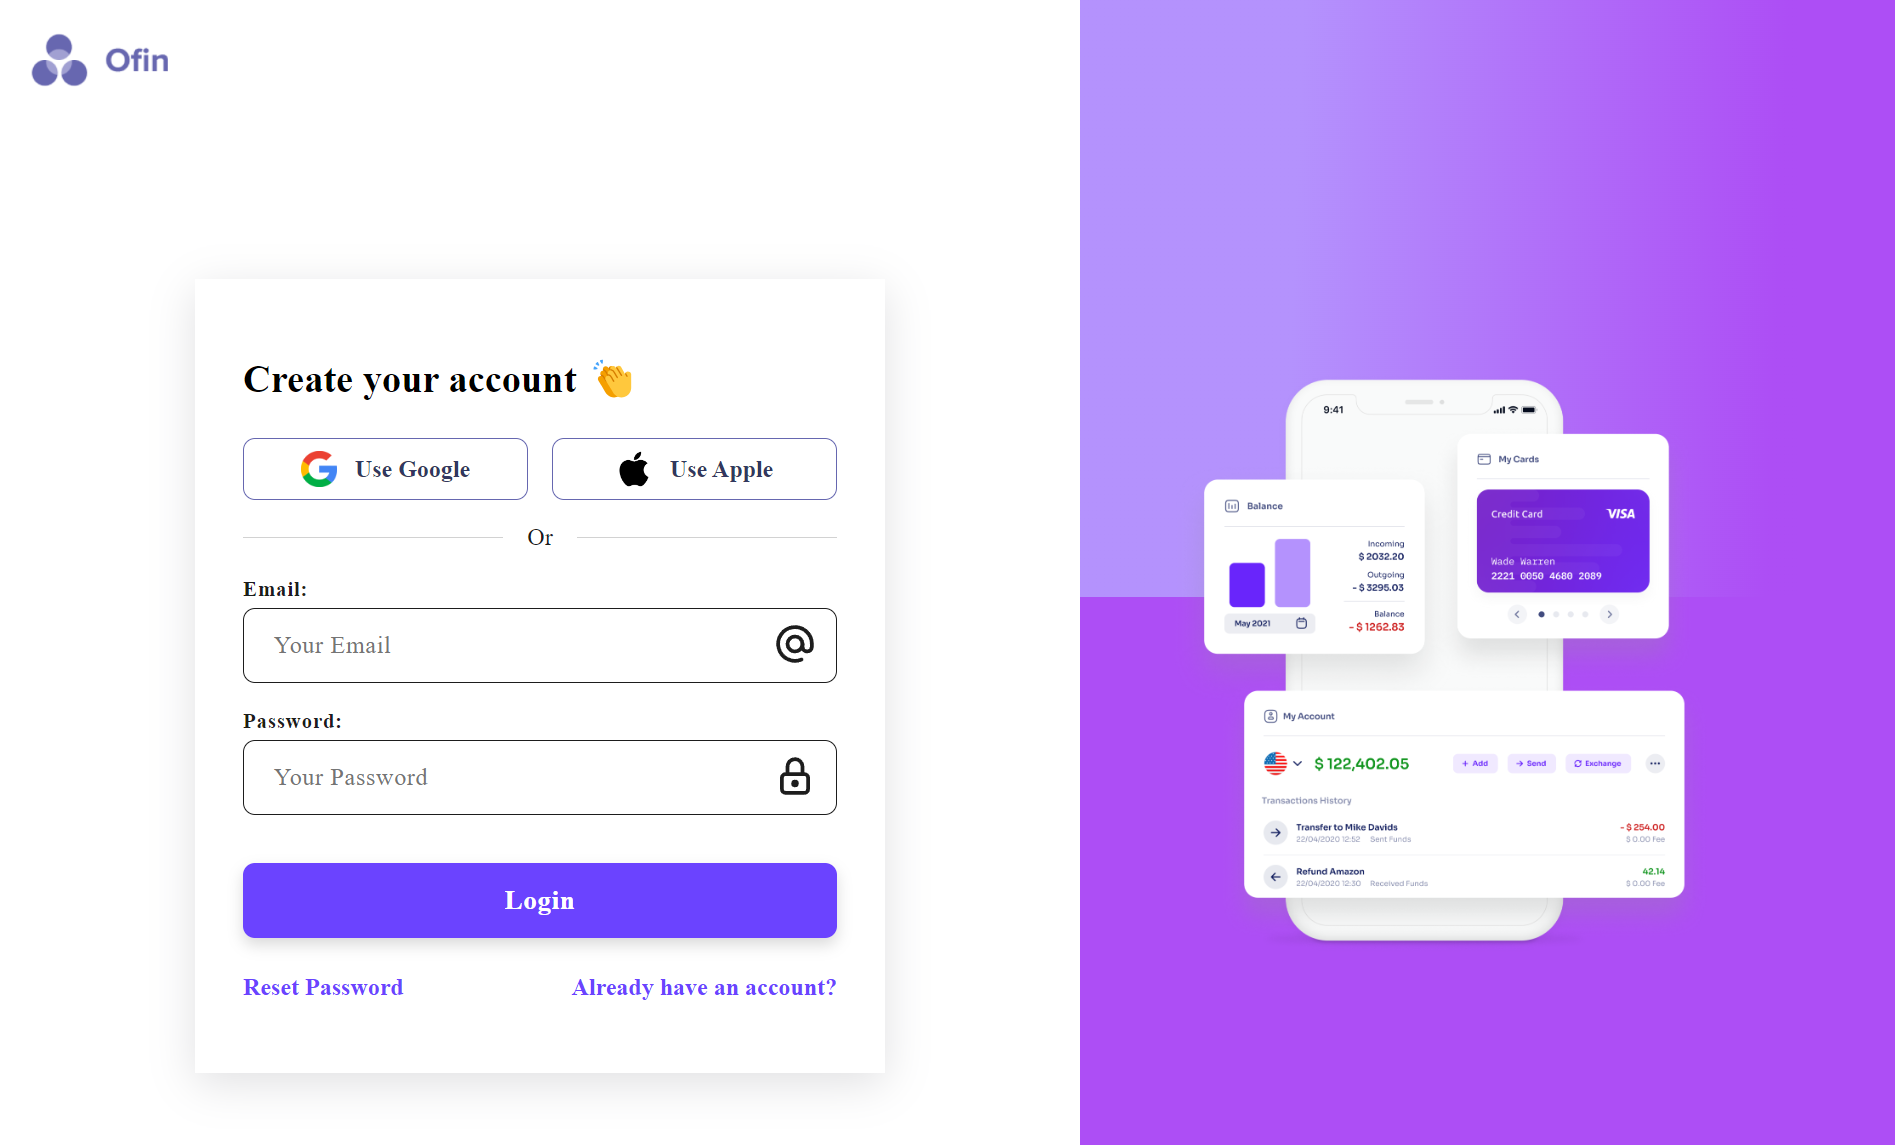 Ofin
Create your account 👏
Use Google
Use Apple
Or
Email:
Your Email
Password:
Your Password
Login
Reset Password
Already have an account?
9:41
My Cards
Credit Card
VISA
Wade Warren
2221 0050 4680 2089
Balance
Incoming
$ 2032.20
Outgoing
- $ 3295.03
May 2021
Balance
- $ 1262.83
My Account
$ 122,402.05
+ Add
Send
Exchange
Transactions History
Transfer to Mike Davids
- $ 254.00
22/04/2020 12:52 Sent Funds
$ 0.00 Fee
Refund Amazon
42.14
22/04/2020 12:30 Received Funds
$ 0.00 Fee